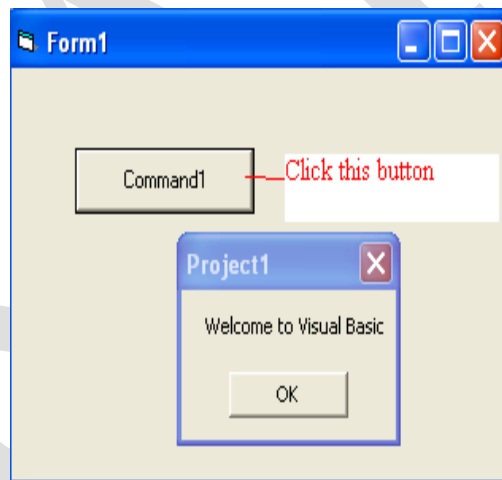 Form1
Command1
Click this button
Project1
Welcome to Visual Basic
OK